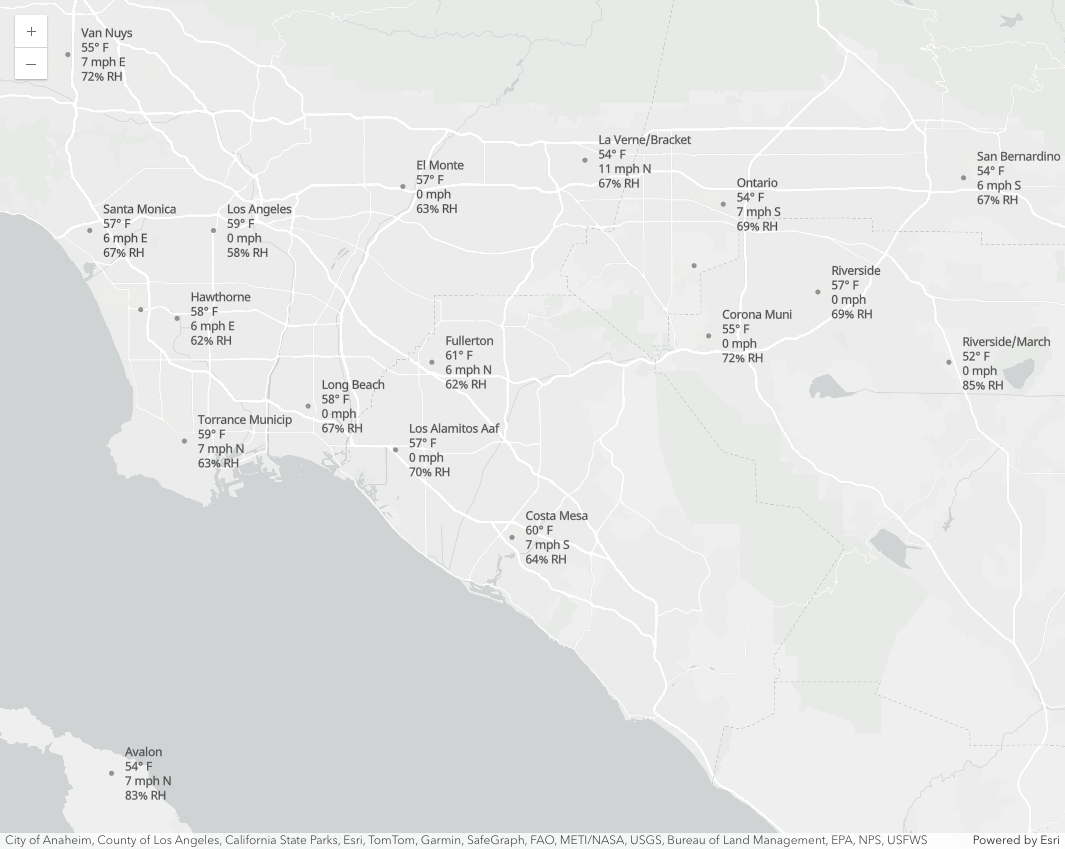 +
–
Van Nuys
55° F
7 mph E
72% RH
La Verne/Bracket
54° F
11 mph N
67% RH
San Bernardino
54° F
6 mph S
67% RH
El Monte
57° F
0 mph
63% RH
Ontario
54° F
7 mph S
69% RH
Santa Monica
57° F
6 mph E
67% RH
Los Angeles
59° F
0 mph
58% RH
Riverside
57° F
0 mph
69% RH
Hawthorne
58° F
6 mph E
62% RH
Corona Muni
55° F
0 mph
72% RH
Fullerton
61° F
6 mph N
62% RH
Riverside/March
52° F
0 mph
85% RH
Long Beach
58° F
0 mph
67% RH
Torrance Municip
59° F
7 mph N
63% RH
Los Alamitos Aaf
57° F
0 mph
70% RH
Costa Mesa
60° F
7 mph S
64% RH
Avalon
54° F
7 mph N
83% RH
City of Anaheim, County of Los Angeles, California State Parks, Esri, TomTom, Garmin, SafeGraph, FAO, METI/NASA, USGS, Bureau of Land Management, EPA, NPS, USFWS
Powered by Esri